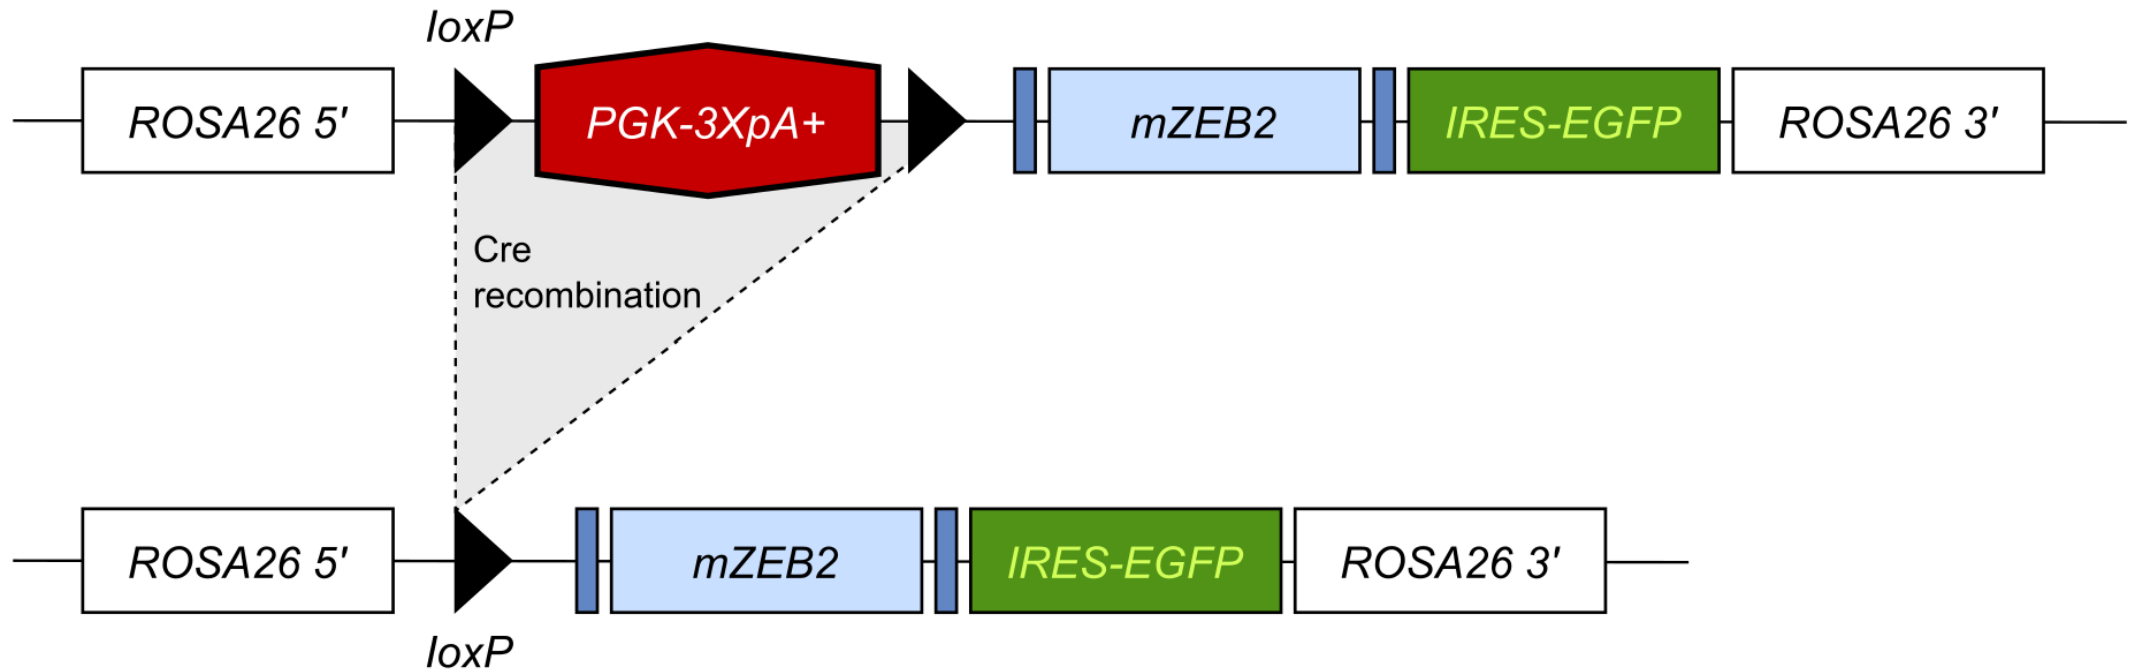 loxP
ROSA26 5'
PGK-3XpA+
mZEB2
IRES-EGFP
ROSA26 3'
Cre
recombination
ROSA26 5'
mZEB2
IRES-EGFP
ROSA26 3'
loxP